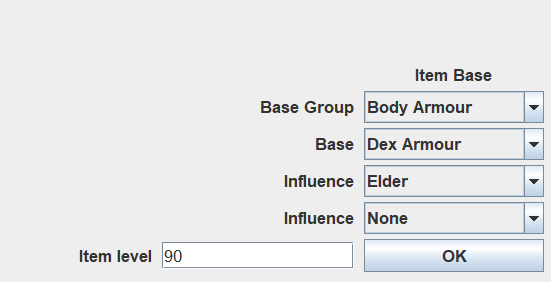 Item Base
Base Group Body Armour
Base Dex Armour
Influence Elder
Influence None
Item level 90 OK